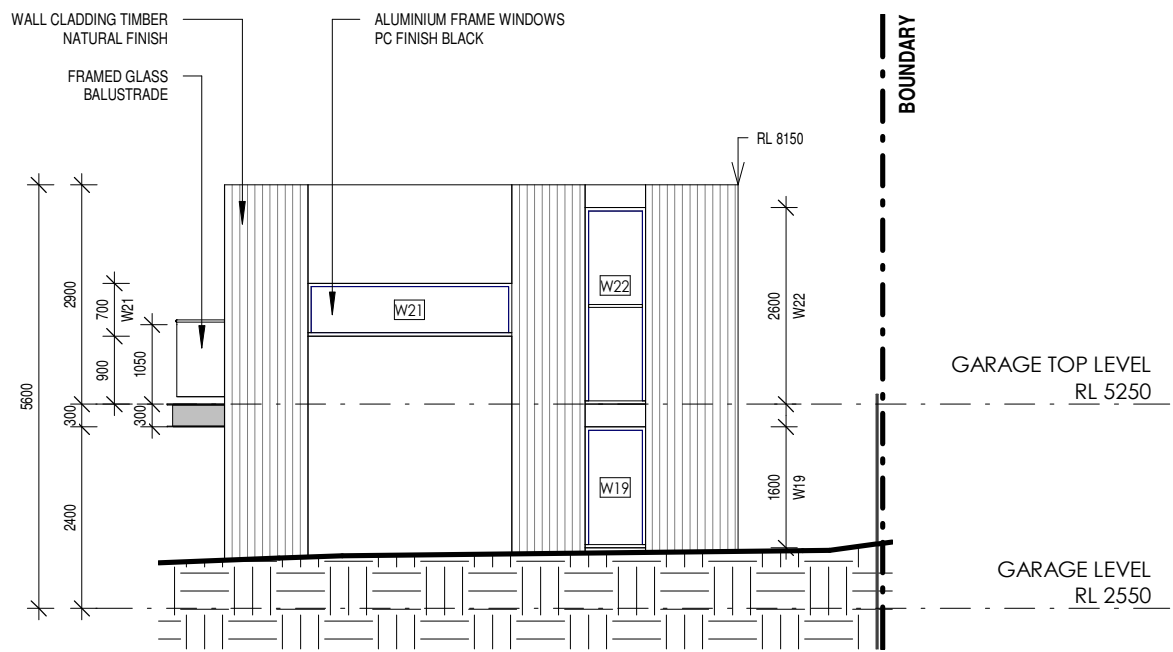 WALL CLADDING TIMBER
NATURAL FINISH
ALUMINIUM FRAME WINDOWS
PC FINISH BLACK
FRAMED GLASS
BALUSTRADE
BOUNDARY
RL 8150
5600
2900
300
2400
700
W21
900
1050
300
W21
W22
W19
2600
W22
1600
W19
GARAGE TOP LEVEL
RL 5250
GARAGE LEVEL
RL 2550